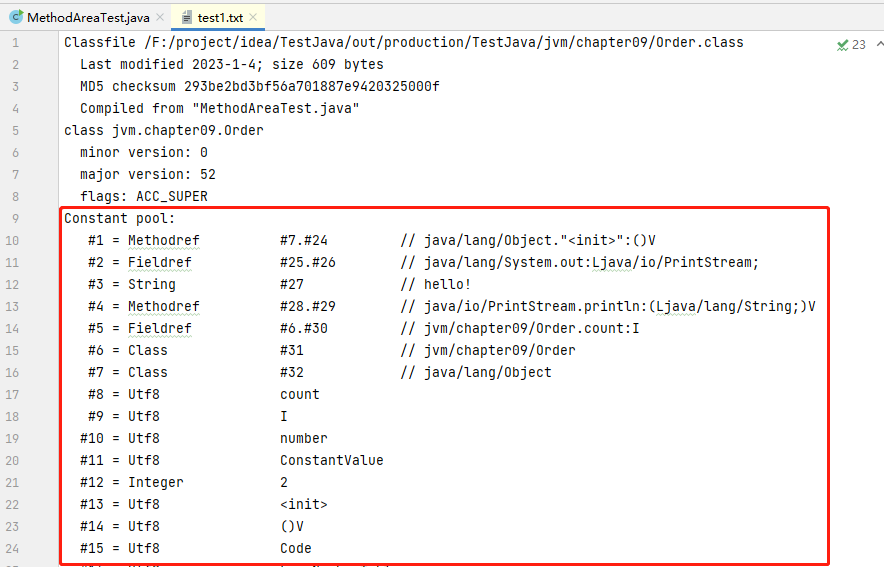 MethodAreaTest.java test1.txt
1 Classfile /F:/project/idea/TestJava/out/production/TestJava/jvm/chapter09/Order.class 23
2 Last modified 2023-1-4; size 609 bytes
3 MD5 checksum 293be2bd3bf56a701887e9420325000f
4 Compiled from "MethodAreaTest.java"
5 class jvm.chapter09.Order
6 minor version: 0
7 major version: 52
8 flags: ACC_SUPER
9 Constant pool:
10 #1 = Methodref #7.#24 // java/lang/Object."<init>":()V
11 #2 = Fieldref #25.#26 // java/lang/System.out:Ljava/io/PrintStream;
12 #3 = String #27 // hello!
13 #4 = Methodref #28.#29 // java/io/PrintStream.println:(Ljava/lang/String;)V
14 #5 = Fieldref #6.#30 // jvm/chapter09/Order.count:I
15 #6 = Class #31 // jvm/chapter09/Order
16 #7 = Class #32 // java/lang/Object
17 #8 = Utf8 count
18 #9 = Utf8 I
19 #10 = Utf8 number
20 #11 = Utf8 ConstantValue
21 #12 = Integer 2
22 #13 = Utf8 <init>
23 #14 = Utf8 ()V
24 #15 = Utf8 Code